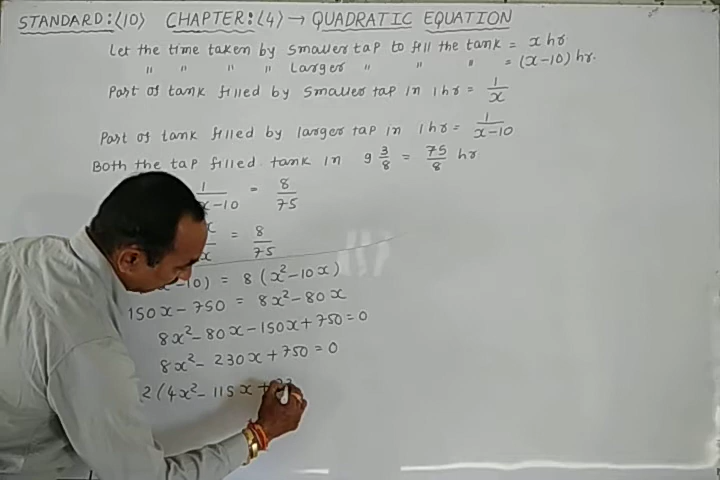 STANDARD:(10) CHAPTER:(4) → QUADRATIC EQUATION
Let the time taken by smaller tap to fill the tank = x hr
" " " " Larger " " " = (x-10) hr.
Part of tank filled by smaller tap in 1hr = 1/x
Part of tank filled by larger tap in 1hr = 1/(x-10)
Both the tap filled tank in 9 3/8 = 75/8 hr
1/(x-10) = 8/75
= 8/75
-10) = 8(x²-10x)
150x - 750 = 8x² - 80x
8x² - 80x - 150x + 750 = 0
8x² - 230x + 750 = 0
2(4x² - 115x +